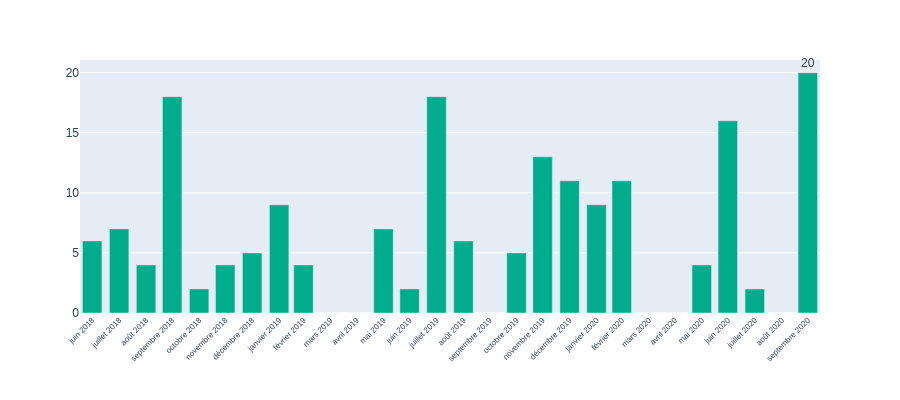 20
20
15
10
5
0
juin 2018
juillet 2018
août 2018
septembre 2018
octobre 2018
novembre 2018
décembre 2018
janvier 2019
février 2019
mars 2019
avril 2019
mai 2019
juin 2019
juillet 2019
août 2019
septembre 2019
octobre 2019
novembre 2019
décembre 2019
janvier 2020
février 2020
mars 2020
avril 2020
mai 2020
juin 2020
juillet 2020
août 2020
septembre 2020